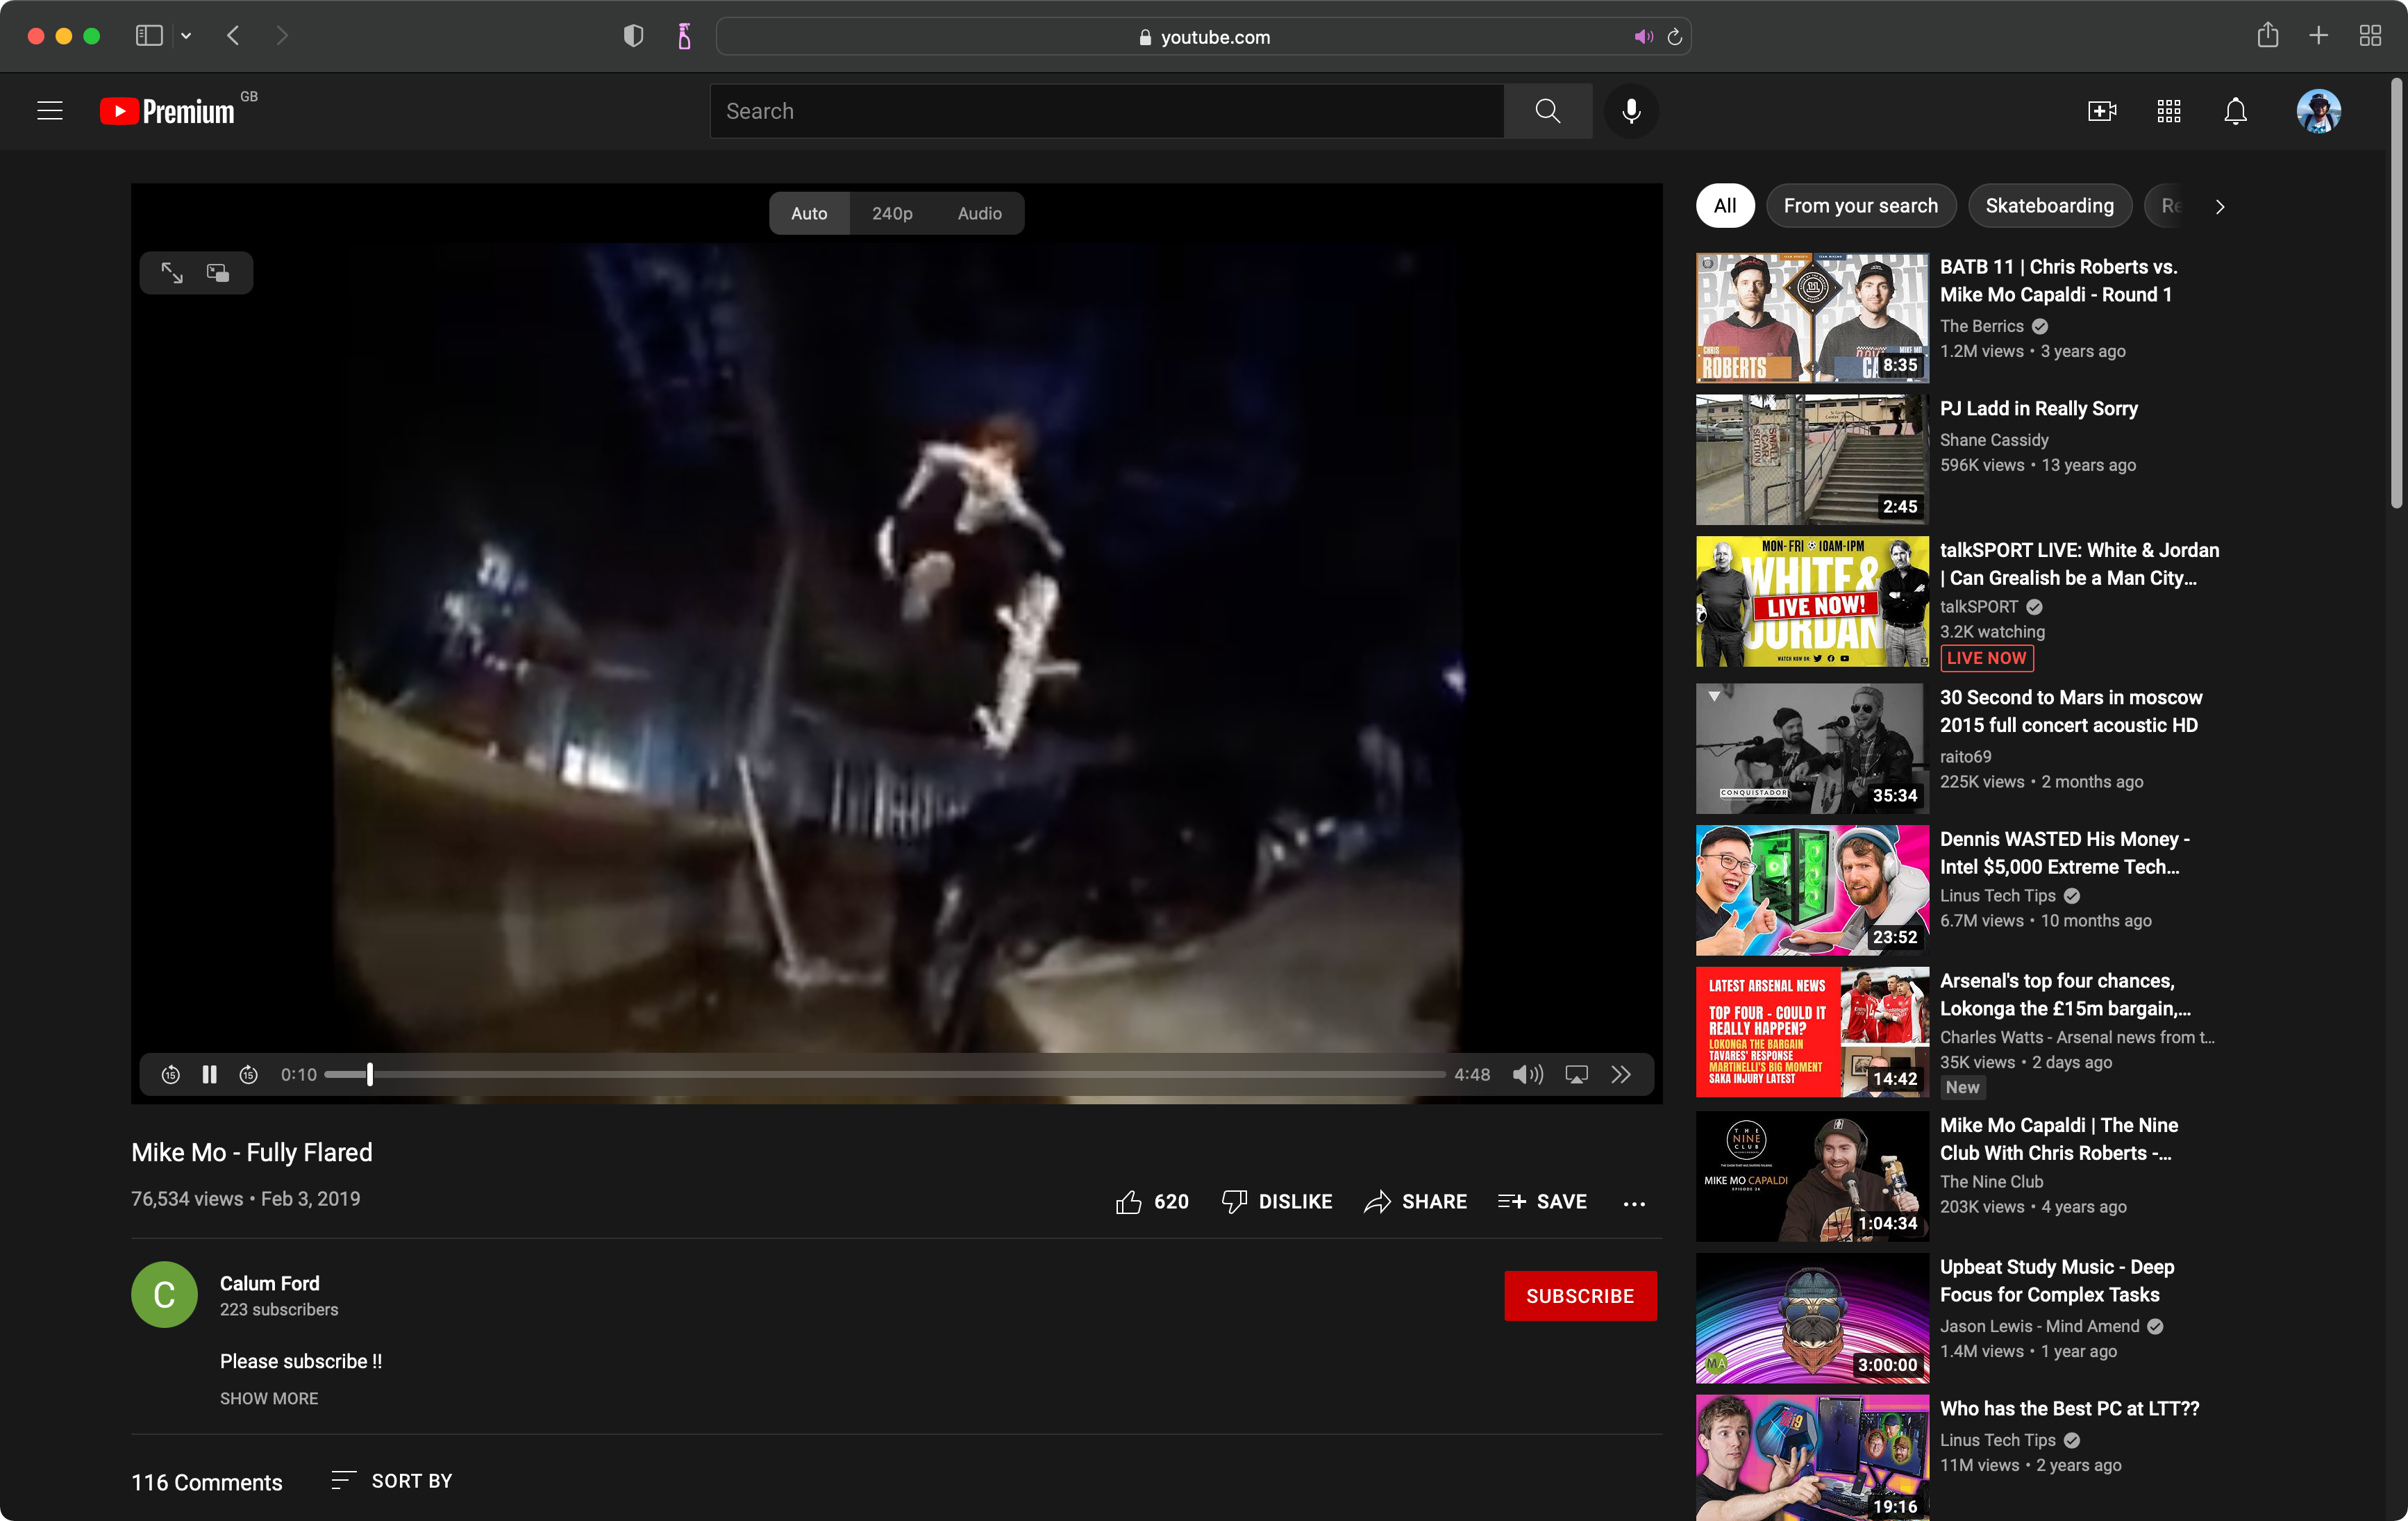 youtube.com
Premium
GB
Search
Auto
240p
Audio
15
15
0:10
4:48
Mike Mo - Fully Flared
76,534 views • Feb 3, 2019
620
DISLIKE
SHARE
SAVE
C
Calum Ford
223 subscribers
SUBSCRIBE
Please subscribe !!
SHOW MORE
116 Comments
SORT BY
All
From your search
Skateboarding
Re
CHRIS
ROBERTS
8:35
BATB 11 | Chris Roberts vs.
Mike Mo Capaldi - Round 1
The Berrics
1.2M views • 3 years ago
SMALL
CAR
SECTION
2:45
PJ Ladd in Really Sorry
Shane Cassidy
596K views • 13 years ago
MON-FRI 10AM-1PM
WHITE &
LIVE NOW!
JORDAN
WATCH NOW ON:
talkSPORT LIVE: White & Jordan
| Can Grealish be a Man City...
talkSPORT
3.2K watching
LIVE NOW
CONQUISTADOR
35:34
30 Second to Mars in moscow
2015 full concert acoustic HD
raito69
225K views • 2 months ago
23:52
Dennis WASTED His Money -
Intel $5,000 Extreme Tech...
Linus Tech Tips
6.7M views • 10 months ago
LATEST ARSENAL NEWS
TOP FOUR - COULD IT
REALLY HAPPEN?
LOKONGA THE BARGAIN
TAVARES' RESPONSE
MARTINELLI'S BIG MOMENT
SAKA INJURY LATEST
14:42
Arsenal's top four chances,
Lokonga the £15m bargain,...
Charles Watts - Arsenal news from t...
35K views • 2 days ago
New
THE
NINE
CLUB
MIKE MO CAPALDI
1:04:34
Mike Mo Capaldi | The Nine
Club With Chris Roberts -...
The Nine Club
203K views • 4 years ago
MA
3:00:00
Upbeat Study Music - Deep
Focus for Complex Tasks
Jason Lewis - Mind Amend
1.4M views • 1 year ago
19:16
Who has the Best PC at LTT??
Linus Tech Tips
11M views • 2 years ago